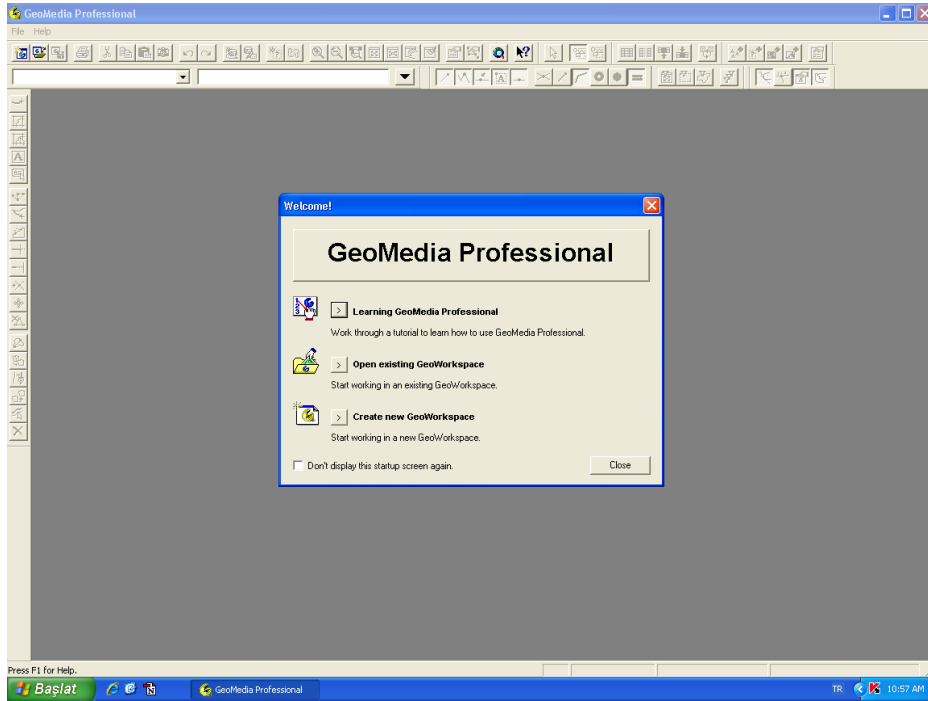 GeoMedia Professional
File Help
Welcome!
GeoMedia Professional
> Learning GeoMedia Professional
Work through a tutorial to learn how to use GeoMedia Professional.
> Open existing GeoWorkspace
Start working in an existing GeoWorkspace.
> Create new GeoWorkspace
Start working in a new GeoWorkspace.
Don't display this startup screen again.
Close
Press F1 for Help.
Başlat
GeoMedia Professional
TR
10:57 AM